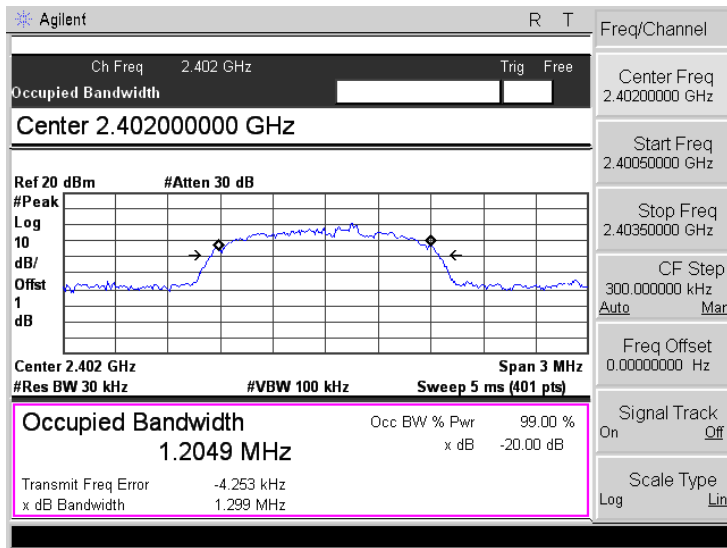 Agilent R T
Ch Freq 2.402 GHz Trig Free
Occupied Bandwidth
Center 2.402000000 GHz
Ref 20 dBm #Atten 30 dB
#Peak
Log
10
dB/
Offst
1
dB
Center 2.402 GHz Span 3 MHz
#Res BW 30 kHz #VBW 100 kHz Sweep 5 ms (401 pts)
Occupied Bandwidth
1.2049 MHz
Occ BW % Pwr 99.00 %
x dB -20.00 dB
Transmit Freq Error -4.253 kHz
x dB Bandwidth 1.299 MHz
Freq/Channel
Center Freq
2.40200000 GHz
Start Freq
2.40050000 GHz
Stop Freq
2.40350000 GHz
CF Step
300.000000 kHz
Auto Man
Freq Offset
0.00000000 Hz
Signal Track
On Off
Scale Type
Log Lin